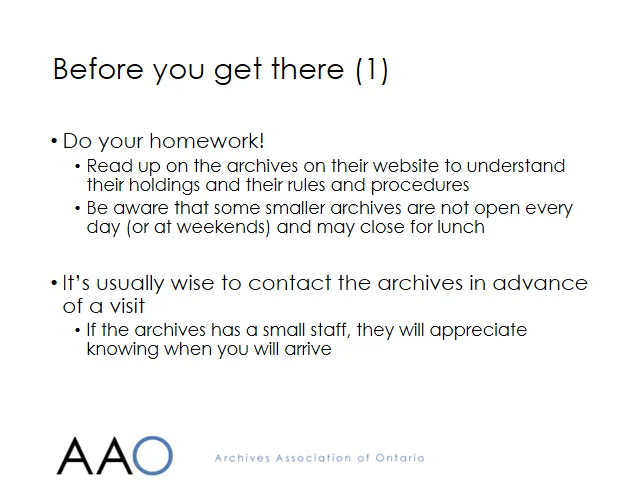 Before you get there (1)
• Do your homework!
• Read up on the archives on their website to understand
their holdings and their rules and procedures
• Be aware that some smaller archives are not open every
day (or at weekends) and may close for lunch
• It's usually wise to contact the archives in advance
of a visit
• If the archives has a small staff, they will appreciate
knowing when you will arrive
AAO
Archives Association of Ontario